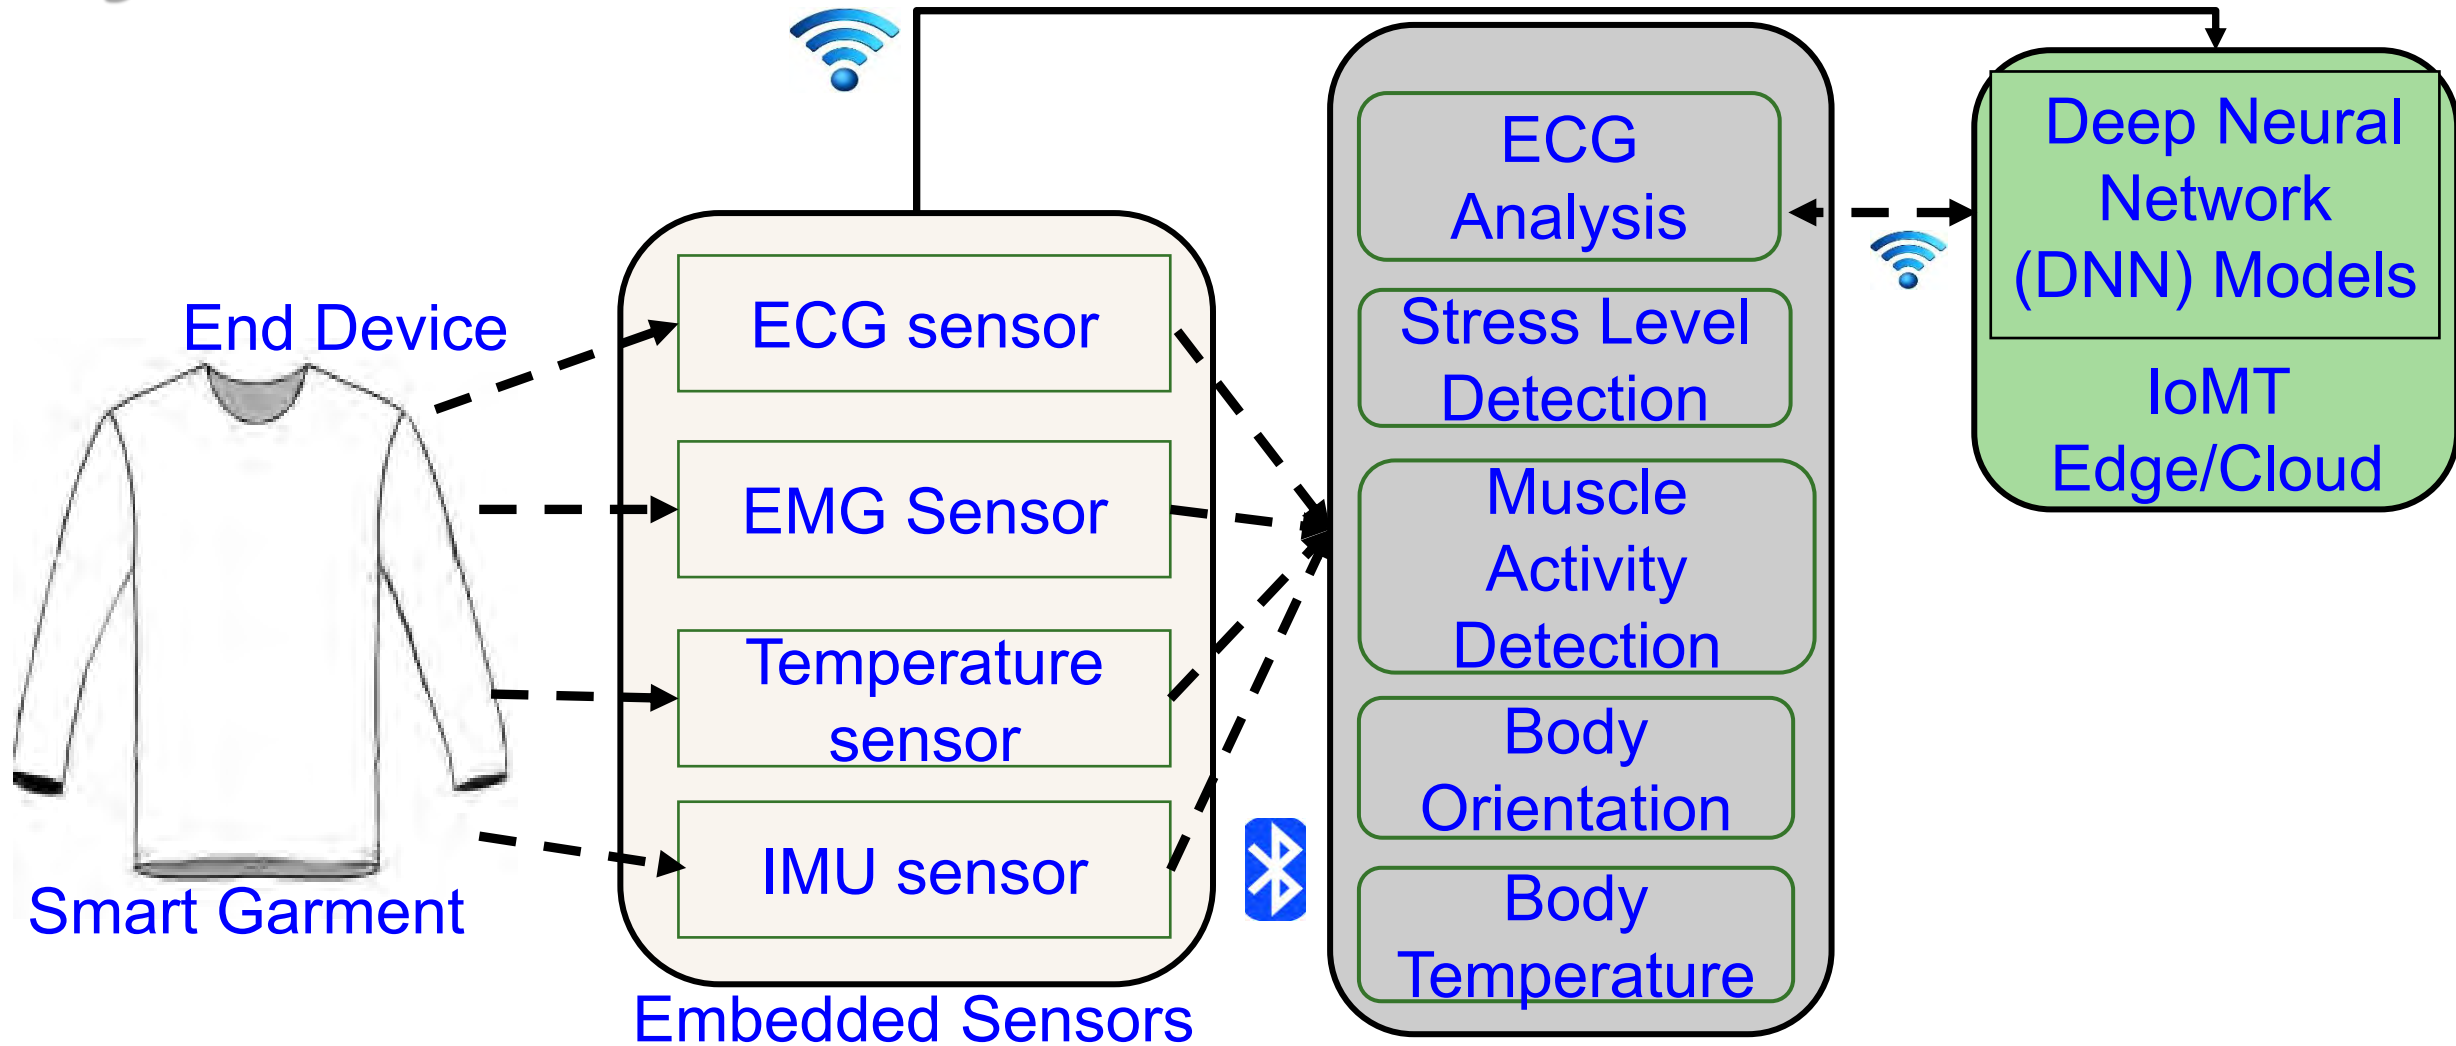 End Device
Smart Garment
ECG sensor
EMG Sensor
Temperature
sensor
IMU sensor
Embedded Sensors
ECG
Analysis
Stress Level
Detection
Muscle
Activity
Detection
Body
Orientation
Body
Temperature
Deep Neural
Network
(DNN) Models
IoMT
Edge/Cloud